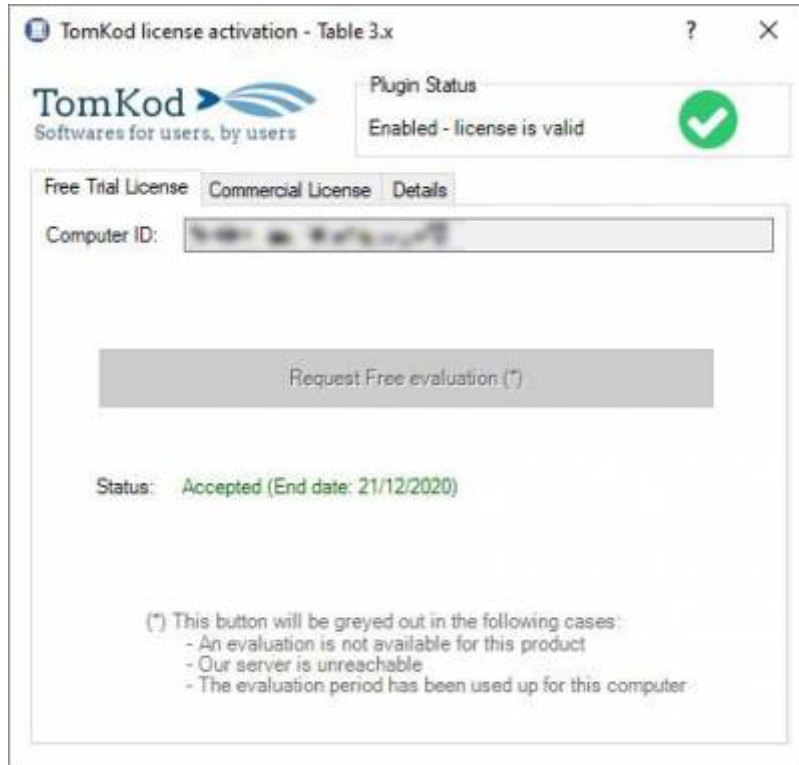 TomKod license activation - Table 3.x ?
TomKod
Softwares for users, by users
Plugin Status
Enabled - license is valid
Free Trial License Commercial License Details
Computer ID:
Request Free evaluation (*)
Status: Accepted (End date: 21/12/2020)
(*) This button will be greyed out in the following cases:
- An evaluation is not available for this product
- Our server is unreachable
- The evaluation period has been used up for this computer